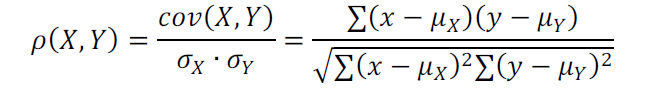 ρ(X,Y) = cov(X,Y) / σ_X · σ_Y = ∑(x − μ_X)(y − μ_Y) / √∑(x − μ_X)²∑(y − μ_Y)²